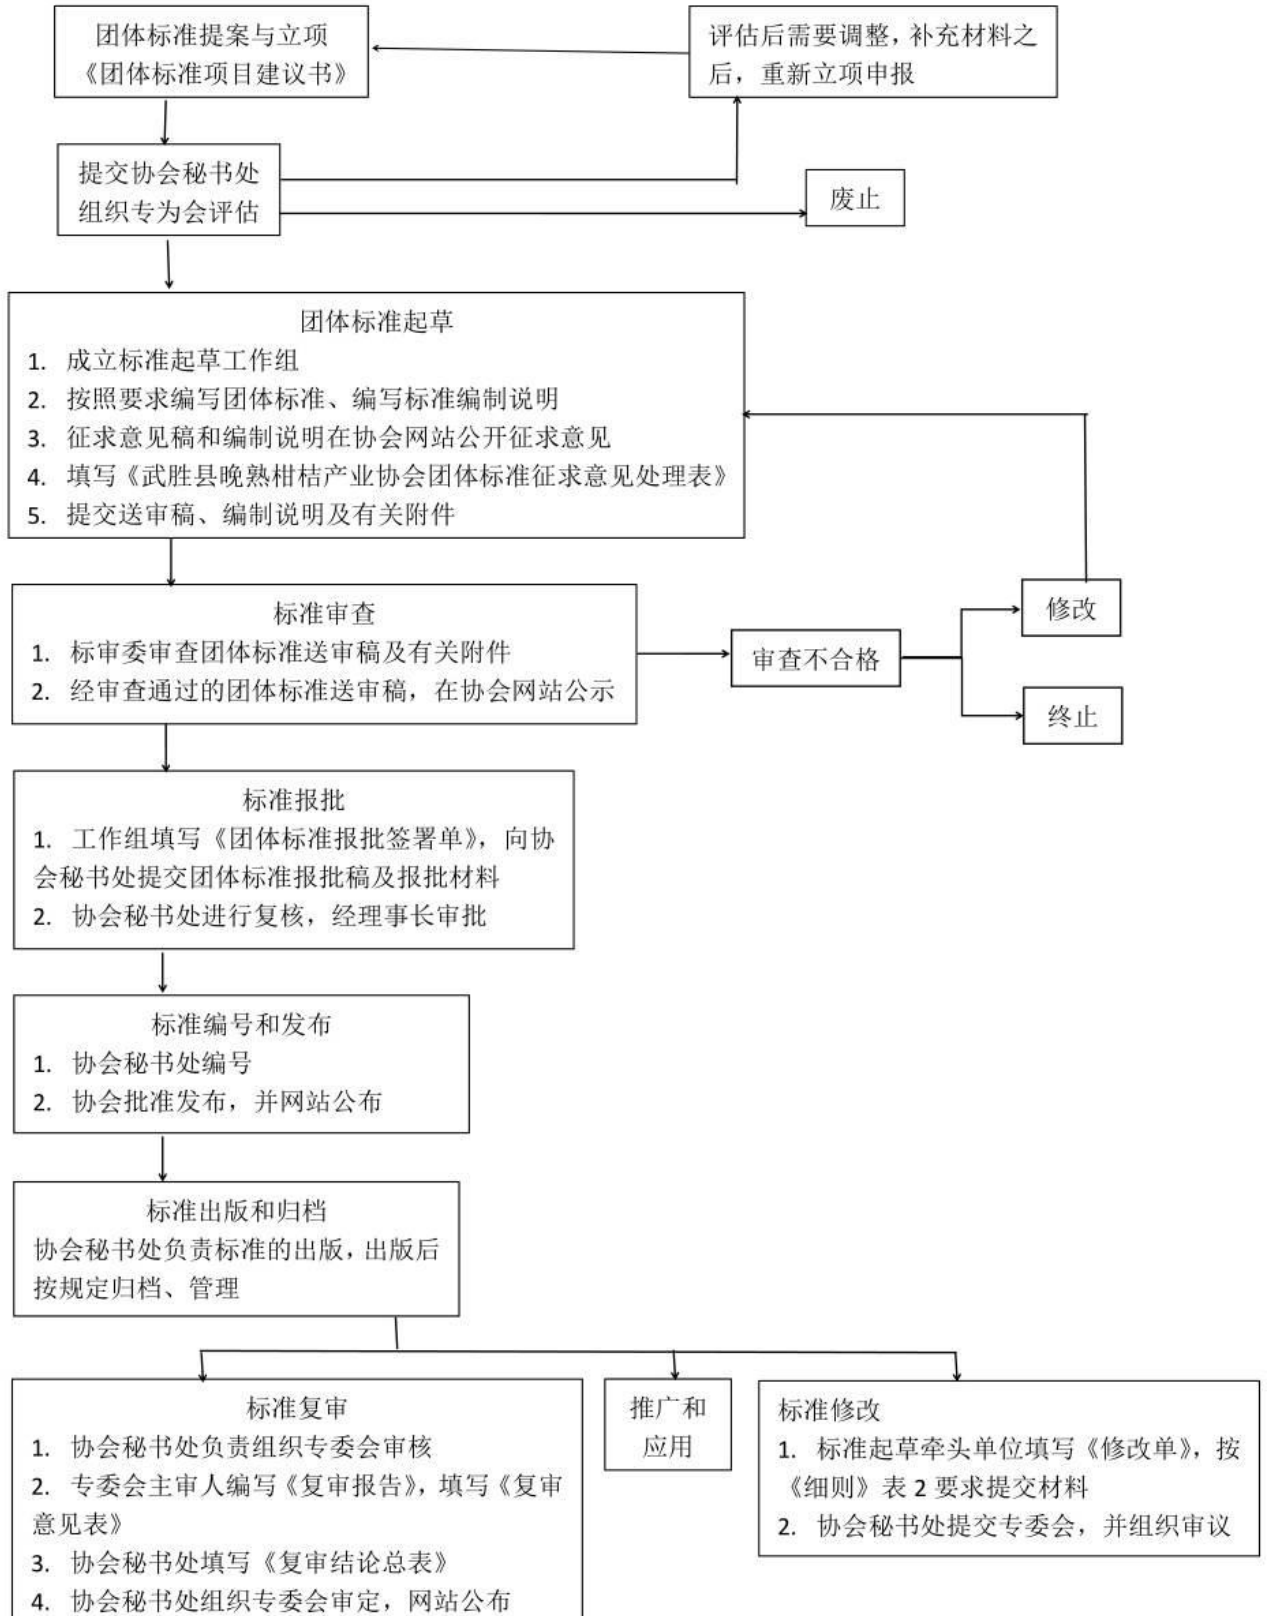 团体标准提案与立项
《团体标准项目建议书》
评估后需要调整，补充材料之
后，重新立项申报
提交协会秘书处
组织专为会评估
废止
团体标准起草
1. 成立标准起草工作组
2. 按照要求编写团体标准、编写标准编制说明
3. 征求意见稿和编制说明在协会网站公开征求意见
4. 填写《武胜县晚熟柑桔产业协会团体标准征求意见处理表》
5. 提交送审稿、编制说明及有关附件
标准审查
1. 标审委审查团体标准送审稿及有关附件
2. 经审查通过的团体标准送审稿，在协会网站公示
审查不合格
修改
终止
标准报批
1. 工作组填写《团体标准报批签署单》，向协
会秘书处提交团体标准报批稿及报批材料
2. 协会秘书处进行复核，经理事长审批
标准编号和发布
1. 协会秘书处编号
2. 协会批准发布，并网站公布
标准出版和归档
协会秘书处负责标准的出版，出版后
按规定归档、管理
标准复审
1. 协会秘书处负责组织专委会审核
2. 专委会主审人编写《复审报告》，填写《复审
意见表》
3. 协会秘书处填写《复审结论总表》
4. 协会秘书处组织专委会审定，网站公布
推广和
应用
标准修改
1. 标准起草牵头单位填写《修改单》，按
《细则》表 2 要求提交材料
2. 协会秘书处提交专委会，并组织审议